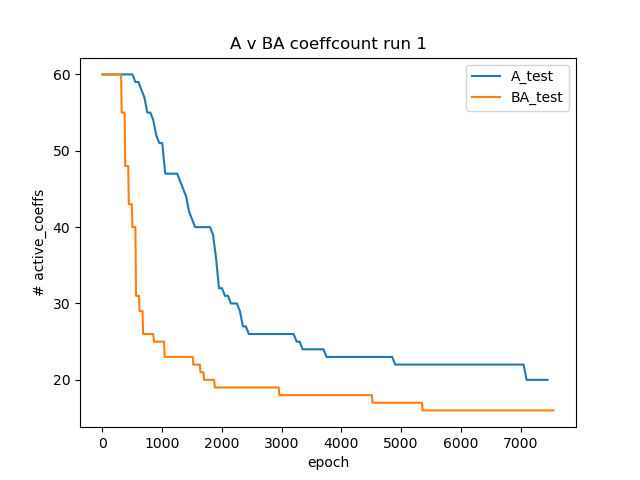 A v BA coeffcount run 1
A_test
BA_test
# active_coeffs
60
50
40
30
20
0 1000 2000 3000 4000 5000 6000 7000
epoch